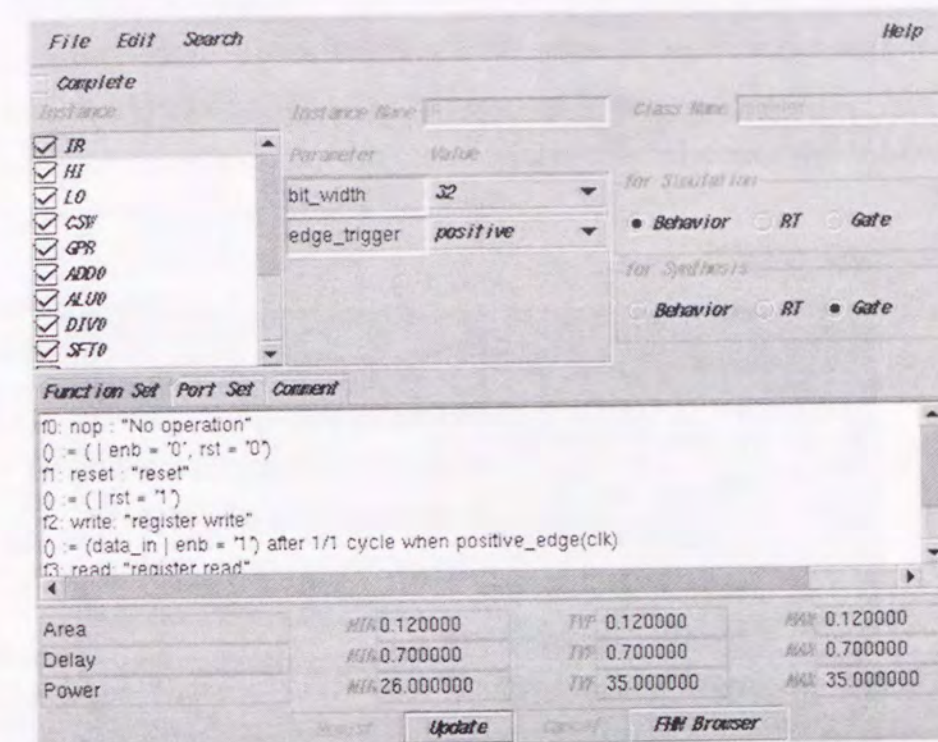 File Edit Search Help
Complete
Instance
Instance Name
Class Name register
IR
HI
LO
CSW
GPR
ADD0
ALU0
DIV0
SFT0
Parameter Value
bit_width 32
edge_trigger positive
for Simulation
Behavior RT Gate
for Synthesis
Behavior RT Gate
Function Set Port Set Comment
f0: nop : "No operation"
() := ( | enb = '0', rst = '0')
f1: reset : "reset"
() := ( | rst = '1')
f2: write: "register write"
() := (data_in | enb = '1') after 1/1 cycle when positive_edge(clk)
f3: read: "register read"
Area MIN 0.120000 TYP 0.120000 MAX 0.120000
Delay MIN 0.700000 TYP 0.700000 MAX 0.700000
Power MIN 26.000000 TYP 35.000000 MAX 35.000000
Update Cancel FHM Browser